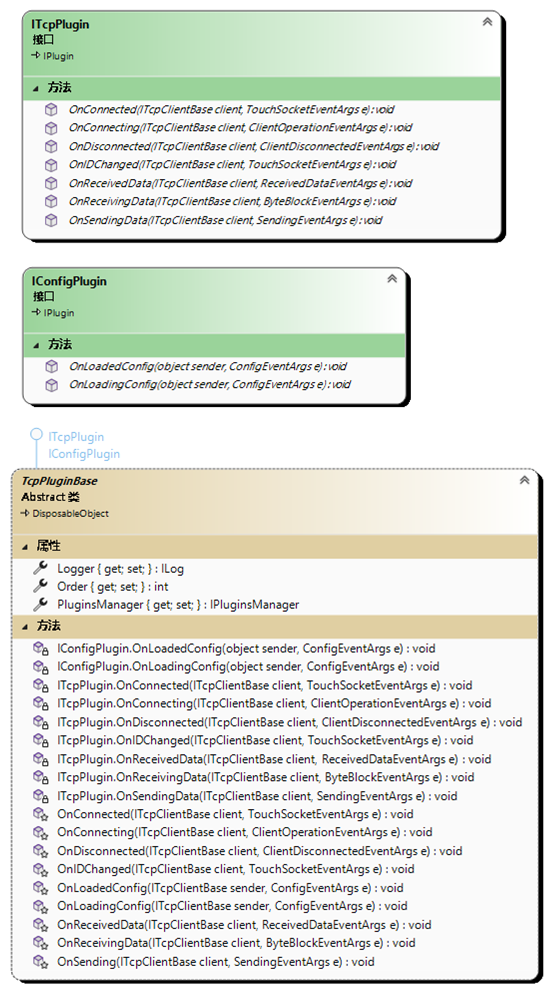 ITcpPlugin
接口
IPlugin
方法
OnConnected(ITcpClientBase client, TouchSocketEventArgs e):void
OnConnecting(ITcpClientBase client, ClientOperationEventArgs e):void
OnDisconnected(ITcpClientBase client, ClientDisconnectedEventArgs e):void
OnIDChanged(ITcpClientBase client, TouchSocketEventArgs e):void
OnReceivedData(ITcpClientBase client, ReceivedDataEventArgs e):void
OnReceivingData(ITcpClientBase client, ByteBlockEventArgs e):void
OnSendingData(ITcpClientBase client, SendingEventArgs e):void
IConfigPlugin
接口
IPlugin
方法
OnLoadedConfig(object sender, ConfigEventArgs e):void
OnLoadingConfig(object sender, ConfigEventArgs e):void
ITcpPlugin
IConfigPlugin
TcpPluginBase
Abstract 类
DisposableObject
属性
Logger { get; set; } : ILog
Order { get; set; } : int
PluginsManager { get; set; } : IPluginsManager
方法
IConfigPlugin.OnLoadedConfig(object sender, ConfigEventArgs e) : void
IConfigPlugin.OnLoadingConfig(object sender, ConfigEventArgs e) : void
ITcpPlugin.OnConnected(ITcpClientBase client, TouchSocketEventArgs e) : void
ITcpPlugin.OnConnecting(ITcpClientBase client, ClientOperationEventArgs e) : void
ITcpPlugin.OnDisconnected(ITcpClientBase client, ClientDisconnectedEventArgs e) : void
ITcpPlugin.OnIDChanged(ITcpClientBase client, TouchSocketEventArgs e) : void
ITcpPlugin.OnReceivedData(ITcpClientBase client, ReceivedDataEventArgs e) : void
ITcpPlugin.OnReceivingData(ITcpClientBase client, ByteBlockEventArgs e) : void
ITcpPlugin.OnSendingData(ITcpClientBase client, SendingEventArgs e) : void
OnConnected(ITcpClientBase client, TouchSocketEventArgs e) : void
OnConnecting(ITcpClientBase client, ClientOperationEventArgs e) : void
OnDisconnected(ITcpClientBase client, ClientDisconnectedEventArgs e) : void
OnIDChanged(ITcpClientBase client, TouchSocketEventArgs e) : void
OnLoadedConfig(ITcpClientBase sender, ConfigEventArgs e) : void
OnLoadingConfig(ITcpClientBase sender, ConfigEventArgs e) : void
OnReceivedData(ITcpClientBase client, ReceivedDataEventArgs e) : void
OnReceivingData(ITcpClientBase client, ByteBlockEventArgs e) : void
OnSending(ITcpClientBase client, SendingEventArgs e) : void